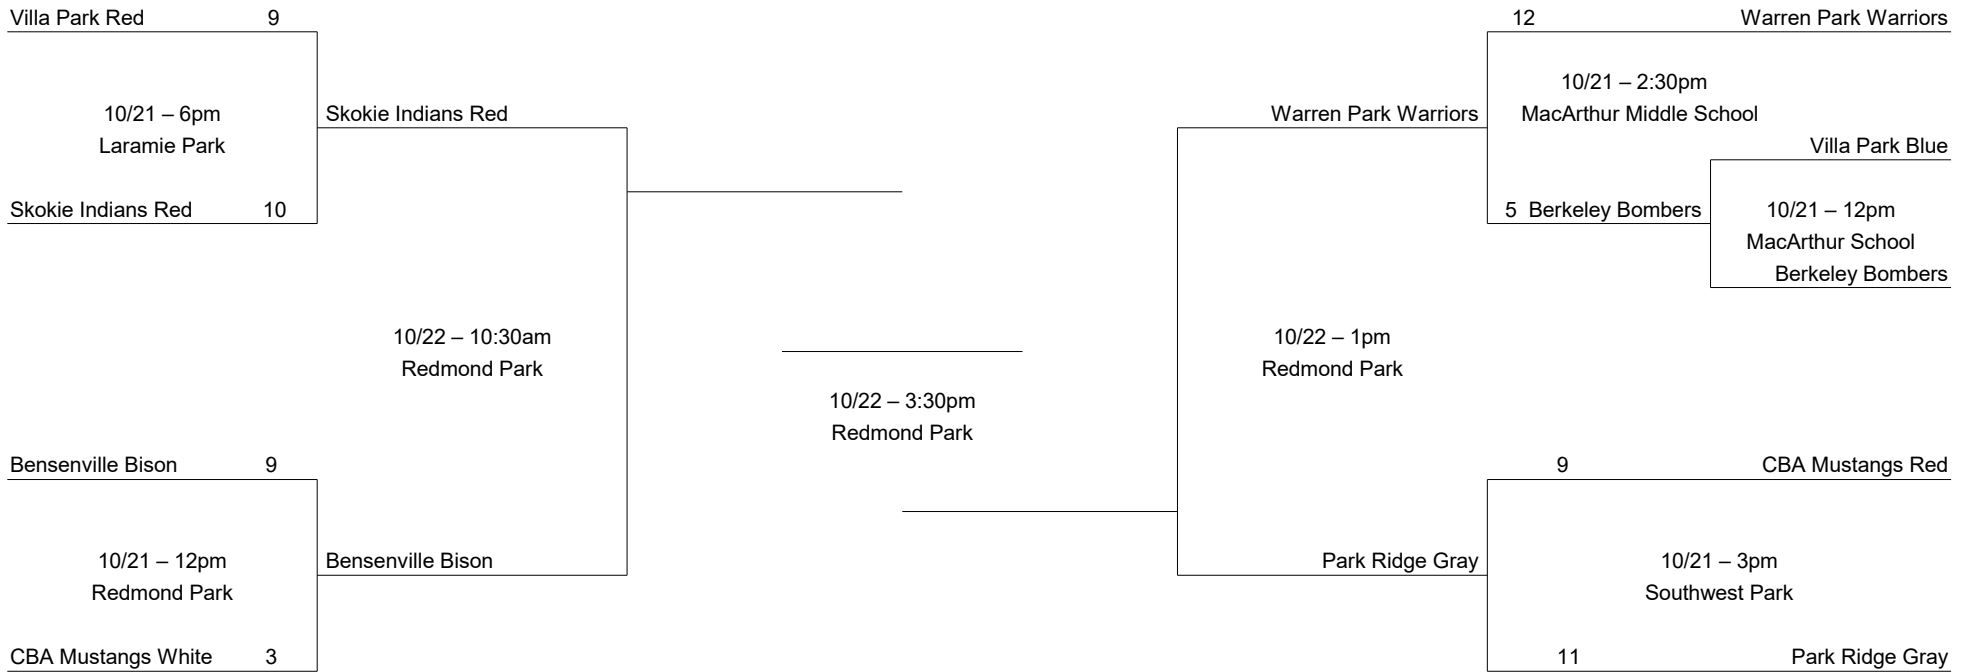 Villa Park Red 9
12 Warren Park Warriors
10/21 – 2:30pm
MacArthur Middle School
10/21 – 6pm
Laramie Park
Skokie Indians Red
Warren Park Warriors
Villa Park Blue
Skokie Indians Red 10
5 Berkeley Bombers
10/21 – 12pm
MacArthur School
Berkeley Bombers
10/22 – 10:30am
Redmond Park
10/22 – 1pm
Redmond Park
10/22 – 3:30pm
Redmond Park
Bensenville Bison 9
9 CBA Mustangs Red
10/21 – 12pm
Redmond Park
Bensenville Bison
Park Ridge Gray
10/21 – 3pm
Southwest Park
CBA Mustangs White 3
11 Park Ridge Gray